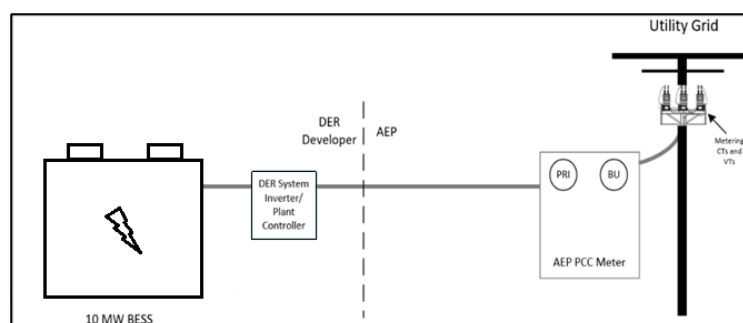 Utility Grid
DER
Developer
AEP
Metering
CTs and
VTs
DER System
Inverter/
Plant
Controller
PRI
BU
AEP PCC Meter
10 MW BESS